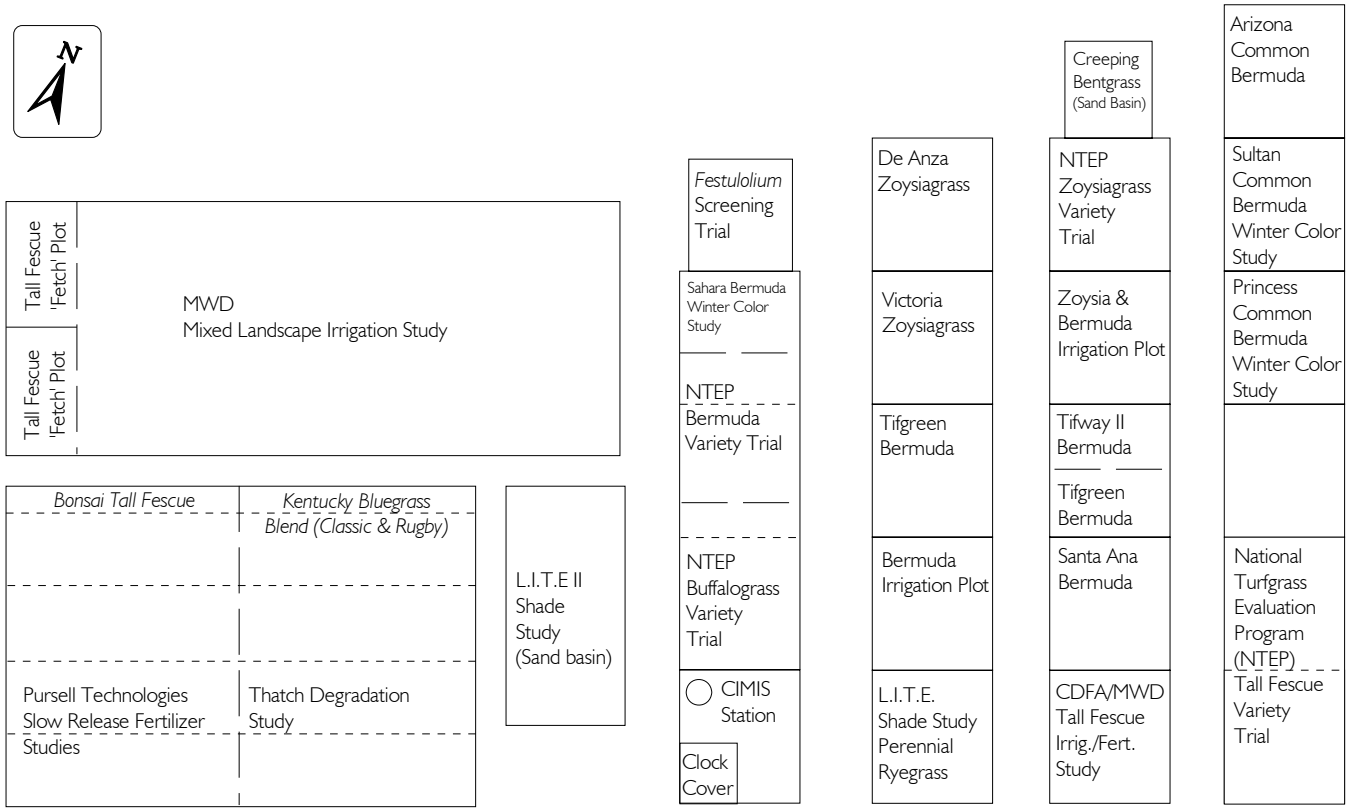 N
Tall Fescue
'Fetch' Plot
Tall Fescue
'Fetch' Plot
MWD
Mixed Landscape Irrigation Study
Bonsai Tall Fescue
Kentucky Bluegrass
Blend (Classic & Rugby)
Pursell Technologies
Slow Release Fertilizer
Studies
Thatch Degradation
Study
L.I.T.E II
Shade
Study
(Sand basin)
Festulolium
Screening
Trial
Sahara Bermuda
Winter Color
Study
NTEP
Bermuda
Variety Trial
NTEP
Buffalograss
Variety
Trial
CIMIS
Station
Clock
Cover
De Anza
Zoysiagrass
Victoria
Zoysiagrass
Tifgreen
Bermuda
Bermuda
Irrigation Plot
L.I.T.E.
Shade Study
Perennial
Ryegrass
Creeping
Bentgrass
(Sand Basin)
NTEP
Zoysiagrass
Variety
Trial
Zoysia &
Bermuda
Irrigation Plot
Tifway II
Bermuda
Tifgreen
Bermuda
Santa Ana
Bermuda
CDFA/MWD
Tall Fescue
Irrig./Fert.
Study
Arizona
Common
Bermuda
Sultan
Common
Bermuda
Winter Color
Study
Princess
Common
Bermuda
Winter Color
Study
National
Turfgrass
Evaluation
Program
(NTEP)
Tall Fescue
Variety
Trial